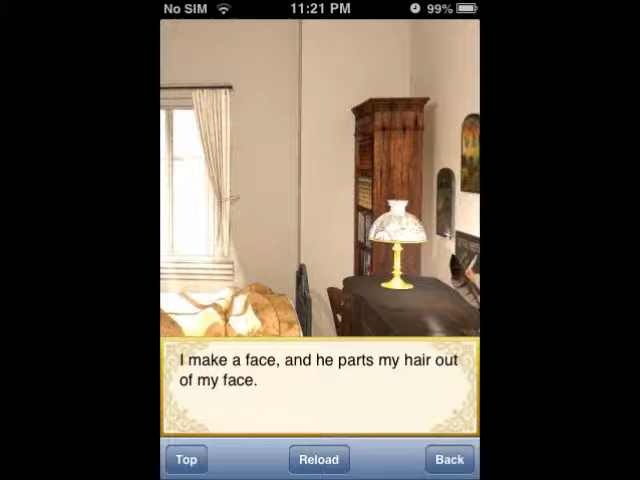 No SIM 11:21 PM 99%
I make a face, and he parts my hair out
of my face.
Top Reload Back